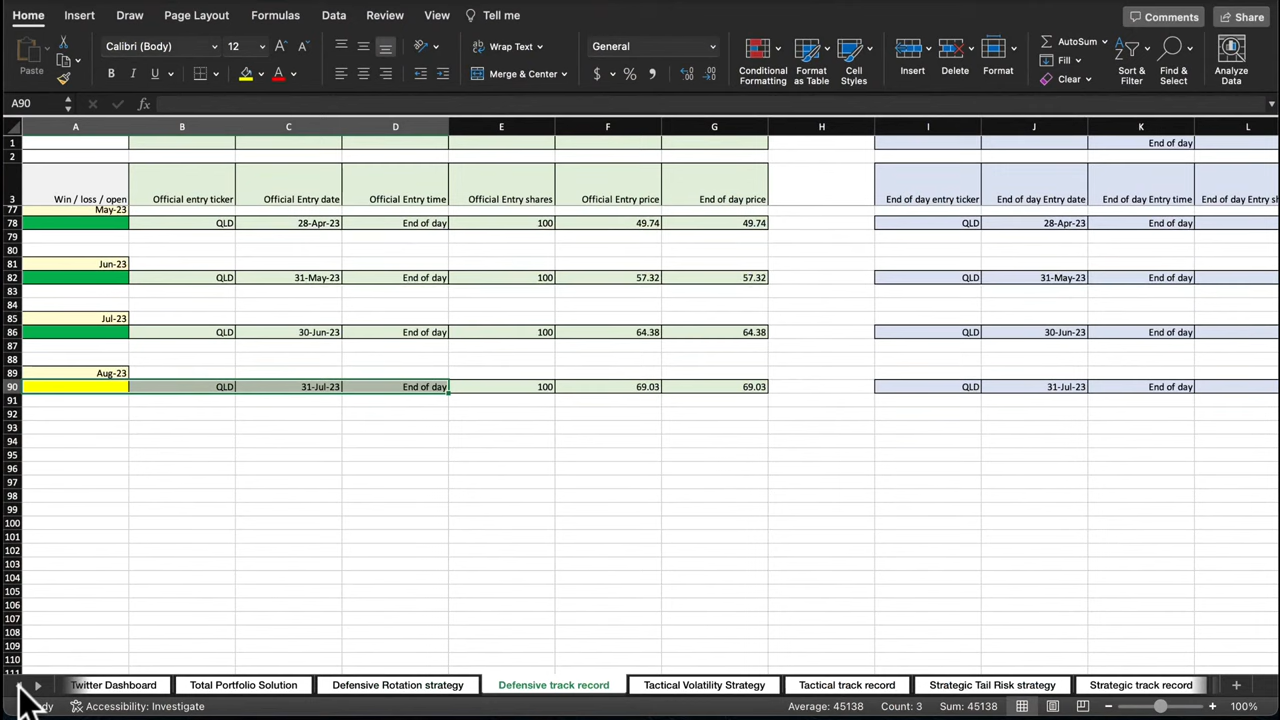 Home Insert Draw Page Layout Formulas Data Review View Tell me Comments Share
Paste Calibri (Body) 12 A A Wrap Text General AutoSum
B I U A Merge & Center $ % Conditional Formatting Format as Table Cell Styles Insert Delete Format Fill Clear Sort & Filter Find & Select Analyze Data
A90 fx
A B C D E F G H I J K L
1 End of day
2
3 Win / loss / open Official entry ticker Official Entry date Official Entry time Official Entry shares Official Entry price End of day price End of day entry ticker End of day Entry date End of day Entry time End of day Entry sh
77 May-23
78 QLD 28-Apr-23 End of day 100 49.74 49.74 QLD 28-Apr-23 End of day
79
80
81 Jun-23
82 QLD 31-May-23 End of day 100 57.32 57.32 QLD 31-May-23 End of day
83
84
85 Jul-23
86 QLD 30-Jun-23 End of day 100 64.38 64.38 QLD 30-Jun-23 End of day
87
88
89 Aug-23
90 QLD 31-Jul-23 End of day 100 69.03 69.03 QLD 31-Jul-23 End of day
91
92
93
94
95
96
97
98
99
100
101
102
103
104
105
106
107
108
109
110
111
Twitter Dashboard Total Portfolio Solution Defensive Rotation strategy Defensive track record Tactical Volatility Strategy Tactical track record Strategic Tail Risk strategy Strategic track record
Accessibility: Investigate Average: 45138 Count: 3 Sum: 45138 100%